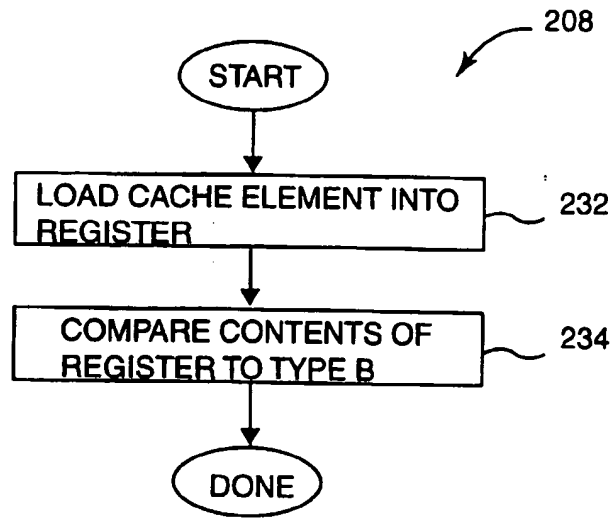 208
START
LOAD CACHE ELEMENT INTO
REGISTER
232
COMPARE CONTENTS OF
REGISTER TO TYPE B
234
DONE